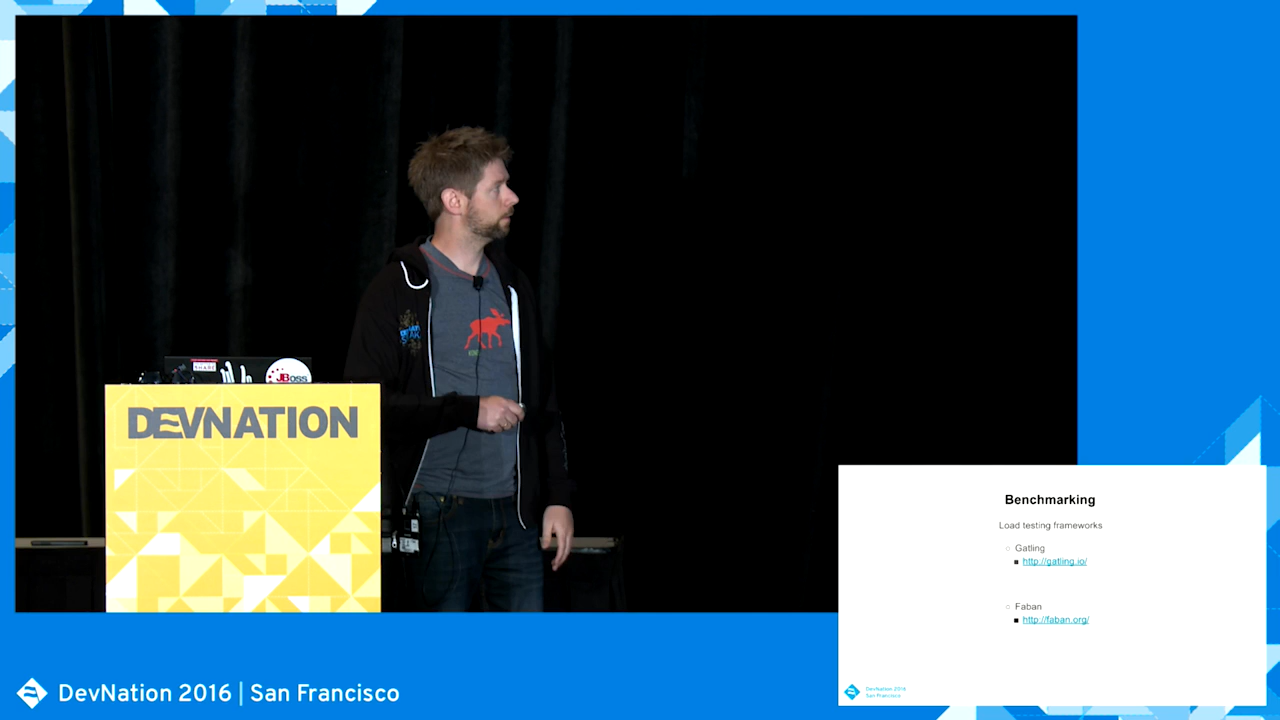 SHARE
JBoss
DEVNATION
Benchmarking
Load testing frameworks
Gatling
http://gatling.io/
Faban
http://faban.org/
DevNation 2016
San Francisco
DevNation 2016 | San Francisco